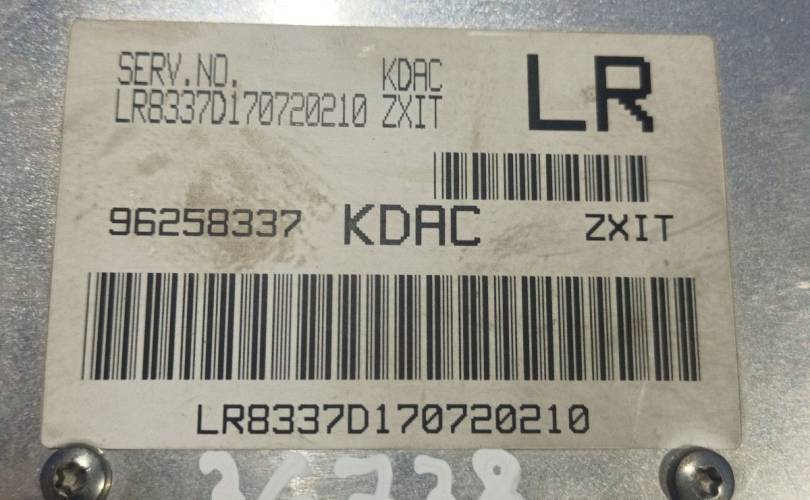 SERV.NO. KDAC LR
LR8337D170720210 ZXIT
96258337 KDAC ZXIT
LR8337D170720210